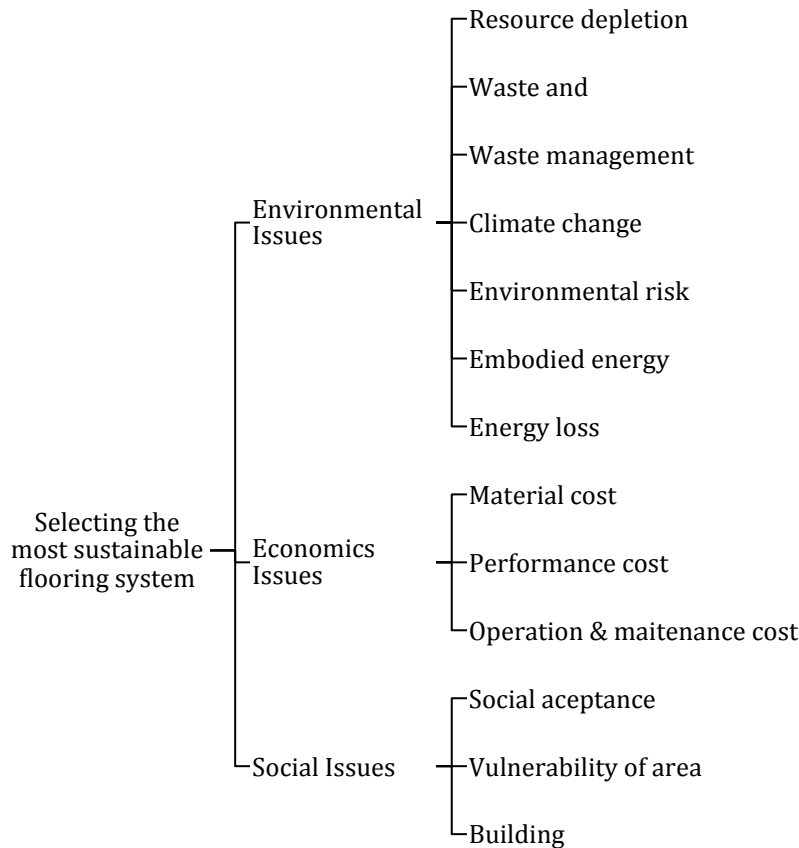 Selecting the
most sustainable
flooring system
Environmental
Issues
Resource depletion
Waste and
Waste management
Climate change
Environmental risk
Embodied energy
Energy loss
Economics
Issues
Material cost
Performance cost
Operation & maitenance cost
Social Issues
Social aceptance
Vulnerability of area
Building